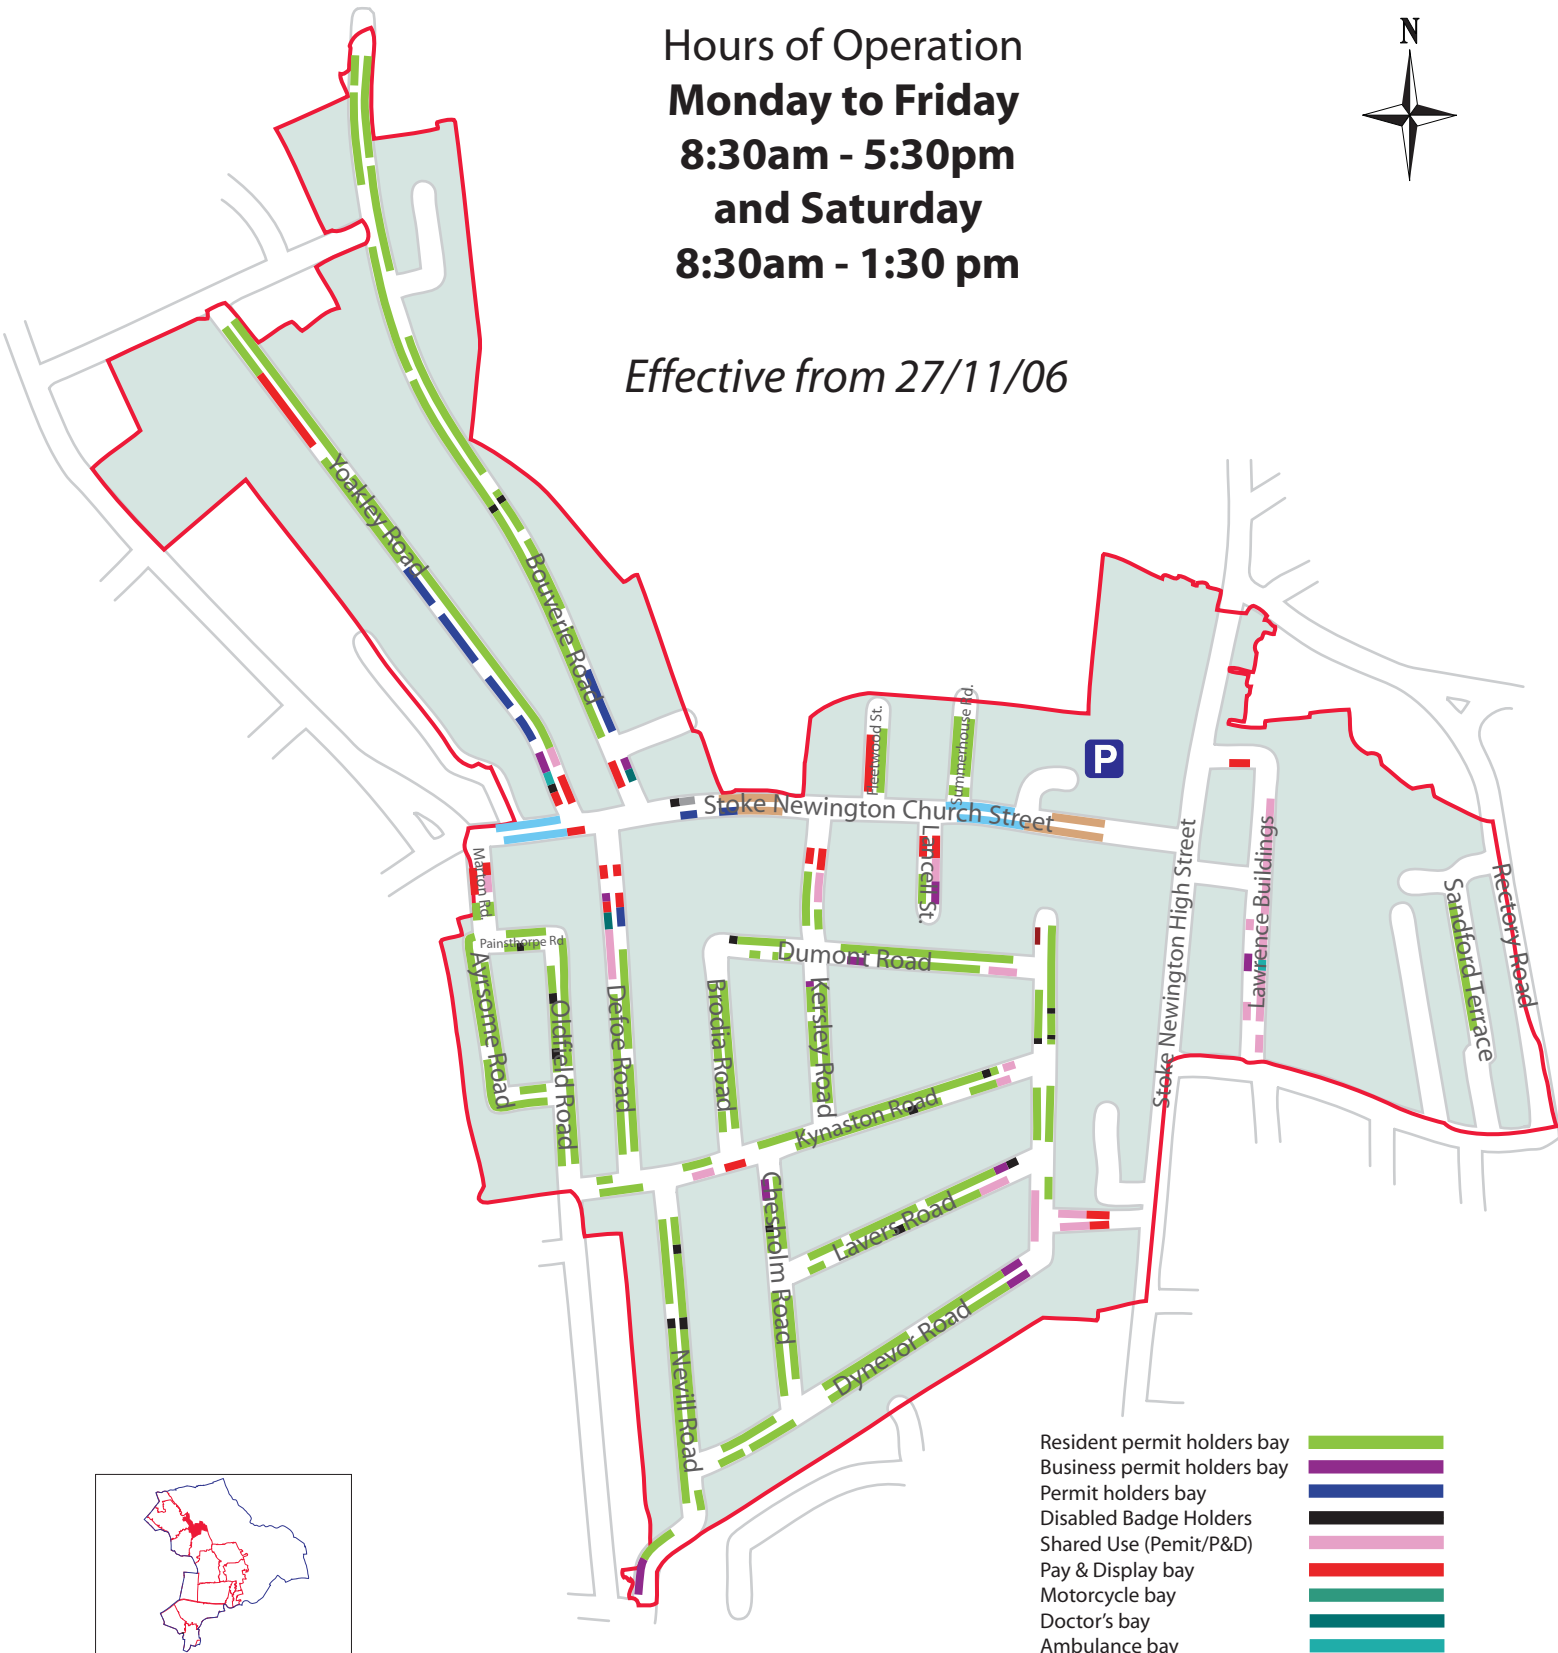 Hours of Operation
Monday to Friday
8:30am - 5:30pm
and Saturday
8:30am - 1:30 pm
N
Effective from 27/11/06
Yoakley Road
Bouverie Road
Fleetwood St.
Summerhouse Rd.
P
Stoke Newington Church Street
Lancell St.
Marton Rd
Painsthorpe Rd
Ayrsome Road
Oldfield Road
Defoe Road
Brodia Road
Dumont Road
Kersley Road
Kynaston Road
Chesholm Road
Lavers Road
Dynevor Road
Nevill Road
Stoke Newington High Street
Lawrence Buildings
Sandford Terrace
Rectory Road
Resident permit holders bay
Business permit holders bay
Permit holders bay
Disabled Badge Holders
Shared Use (Pemit/P&D)
Pay & Display bay
Motorcycle bay
Doctor's bay
Ambulance bay